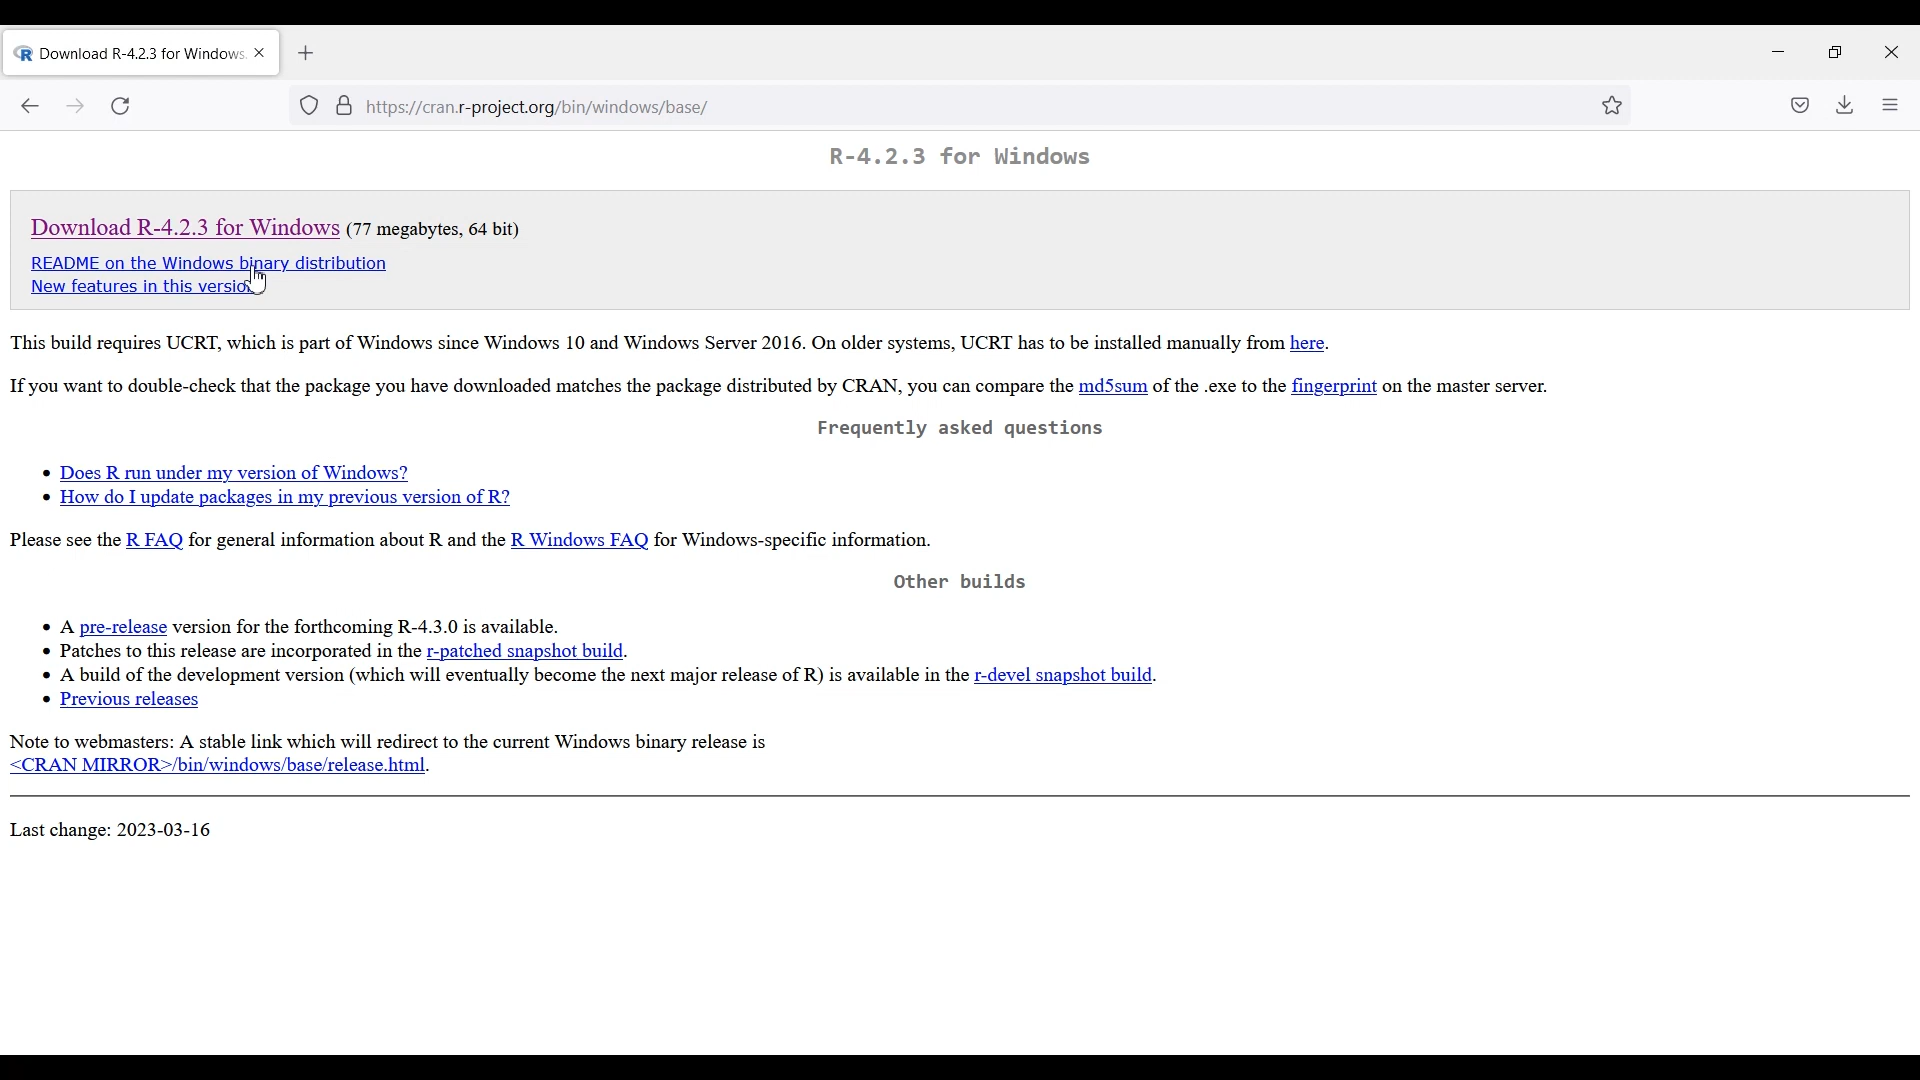 Download R-4.2.3 for Windows.
https://cran.r-project.org/bin/windows/base/
R-4.2.3 for Windows
Download R-4.2.3 for Windows (77 megabytes, 64 bit)
README on the Windows binary distribution
New features in this version
This build requires UCRT, which is part of Windows since Windows 10 and Windows Server 2016. On older systems, UCRT has to be installed manually from here.
If you want to double-check that the package you have downloaded matches the package distributed by CRAN, you can compare the md5sum of the .exe to the fingerprint on the master server.
Frequently asked questions
Does R run under my version of Windows?
How do I update packages in my previous version of R?
Please see the R FAQ for general information about R and the R Windows FAQ for Windows-specific information.
Other builds
A pre-release version for the forthcoming R-4.3.0 is available.
Patches to this release are incorporated in the r-patched snapshot build.
A build of the development version (which will eventually become the next major release of R) is available in the r-devel snapshot build.
Previous releases
Note to webmasters: A stable link which will redirect to the current Windows binary release is
<CRAN MIRROR>/bin/windows/base/release.html.
Last change: 2023-03-16